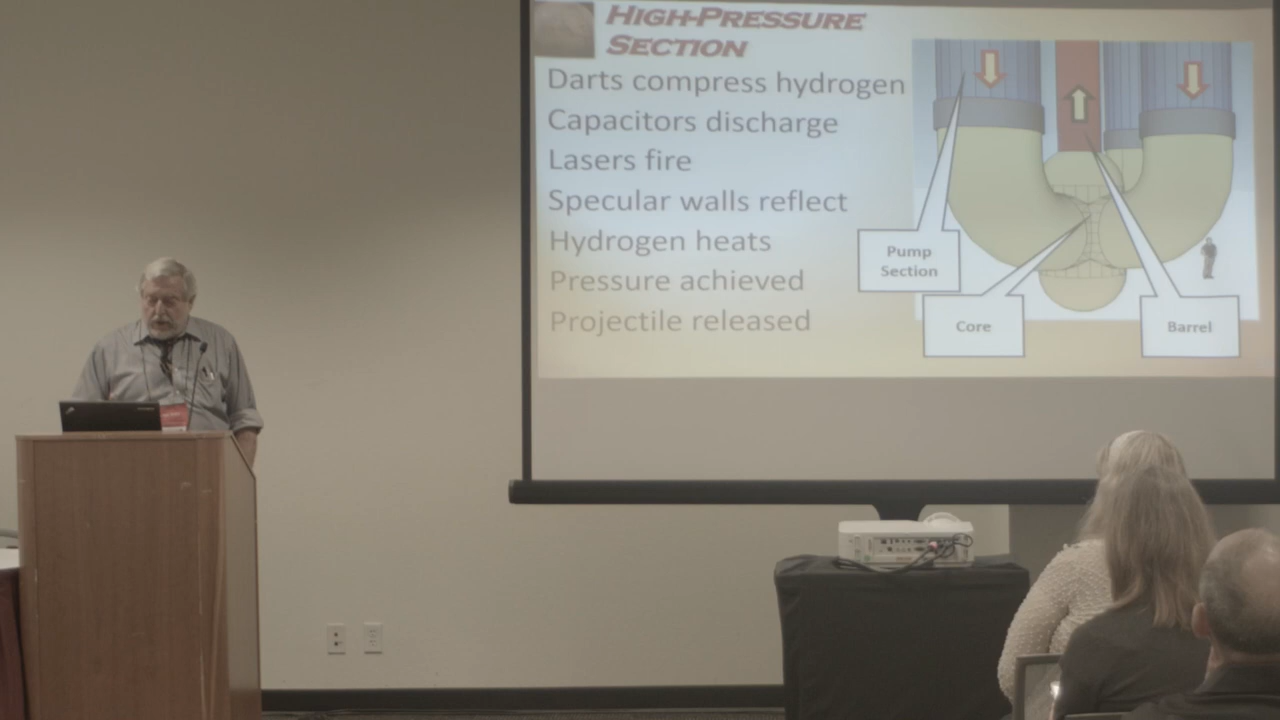 HIGH-PRESSURE
SECTION
Darts compress hydrogen
Capacitors discharge
Lasers fire
Specular walls reflect
Hydrogen heats
Pressure achieved
Projectile released
Pump
Section
Core
Barrel